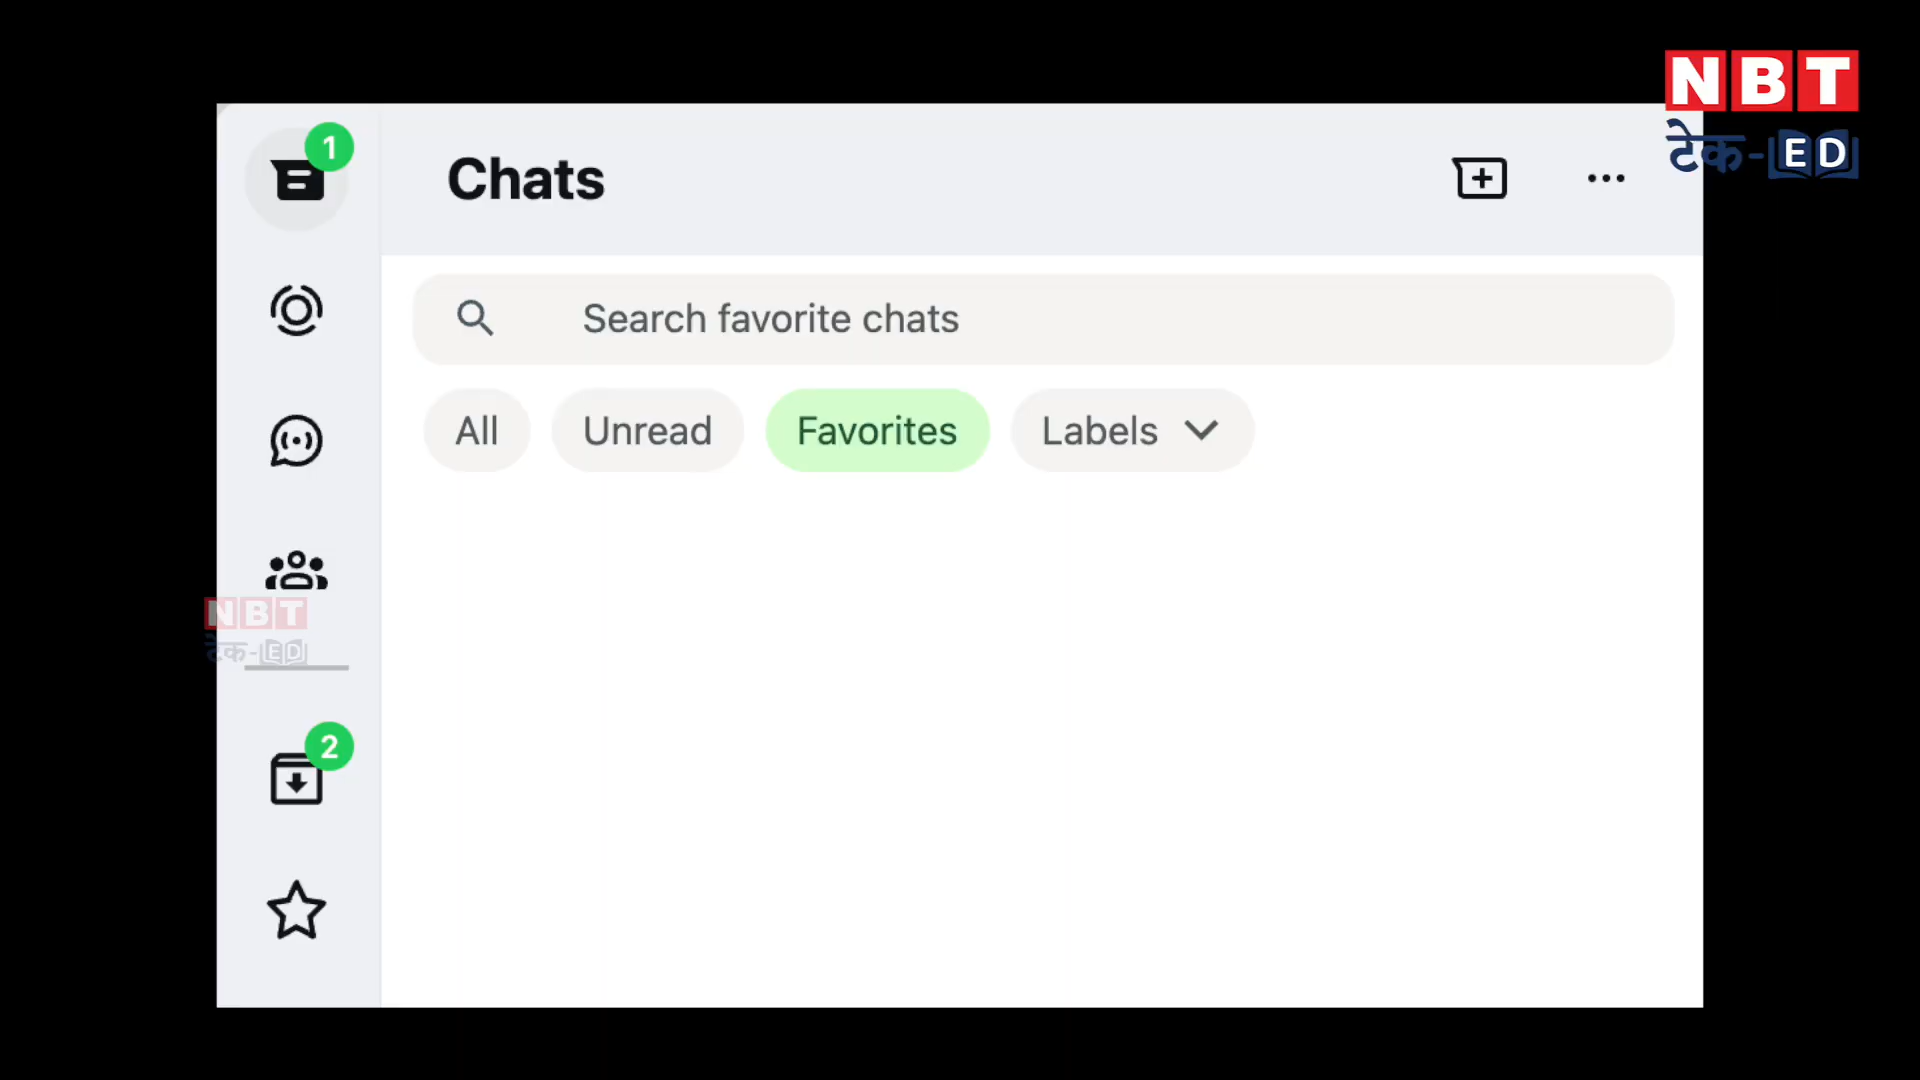 NBT
टेक-ED
1
Chats
Search favorite chats
All Unread Favorites Labels
NBT
टेक-ED
2